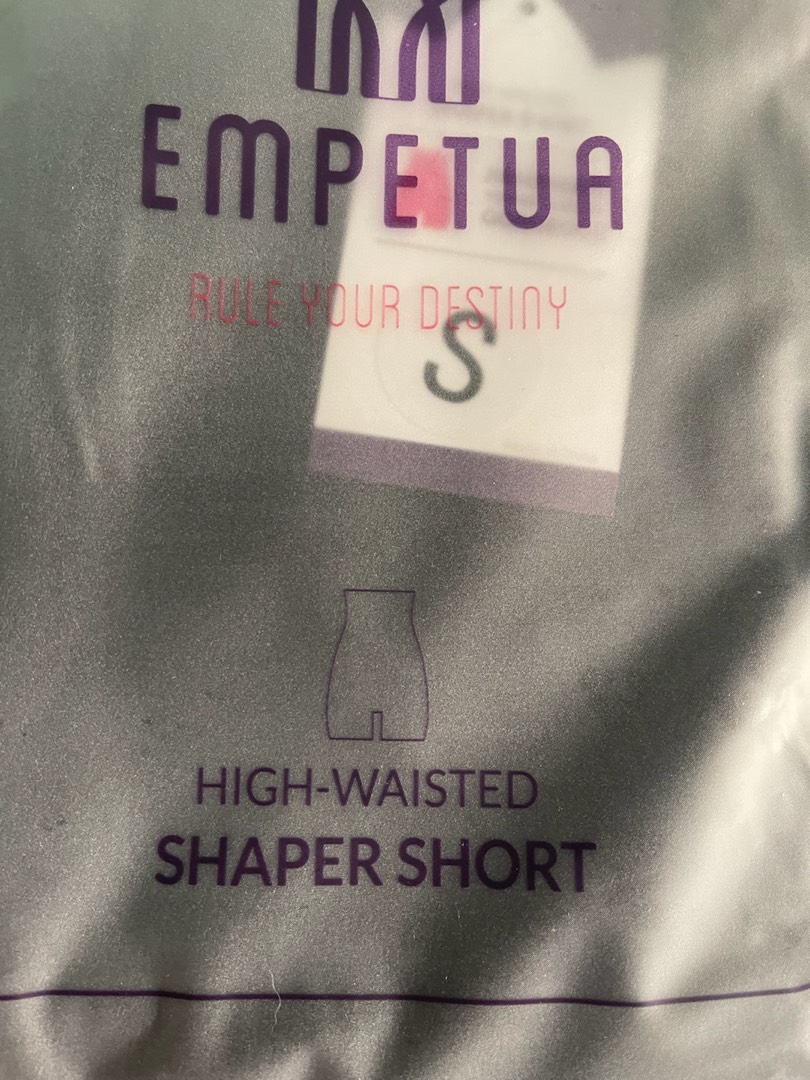 EMPETUA
RULE YOUR DESTINY
S
HIGH-WAISTED
SHAPER SHORT